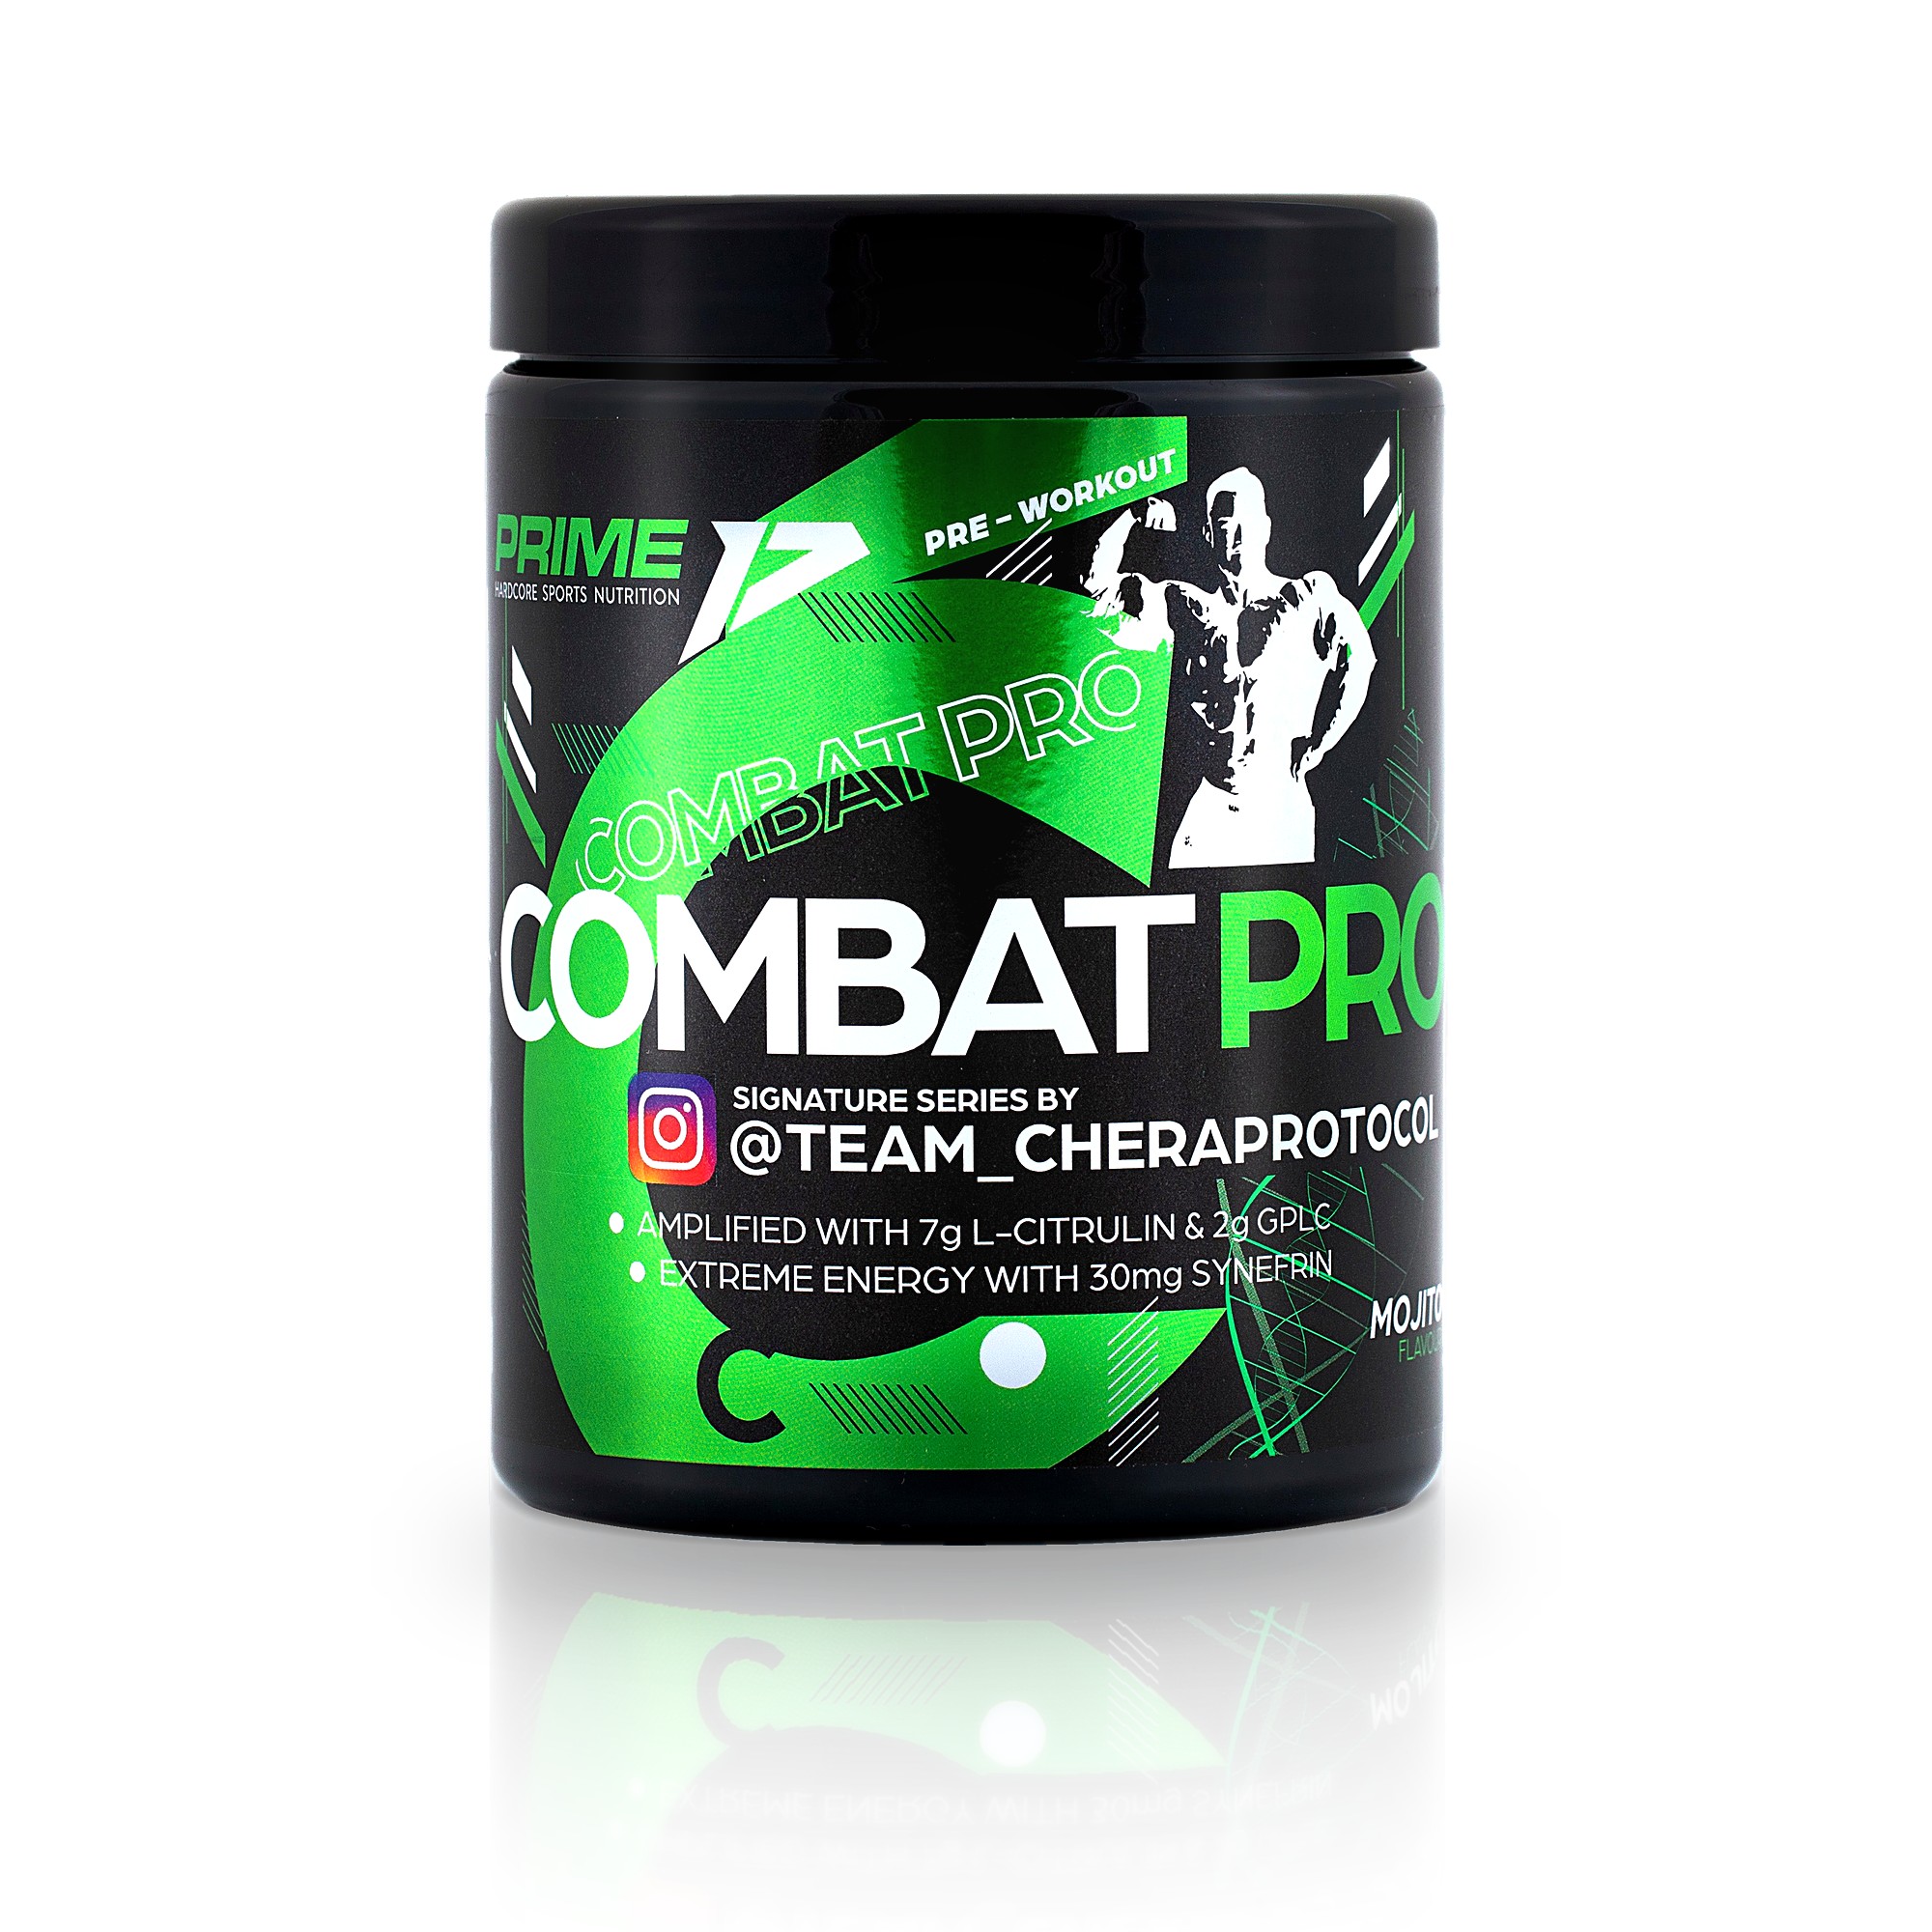 PRIME
HARDCORE SPORTS NUTRITION
PRE - WORKOUT
COMBAT PRO
COMBAT PRO
SIGNATURE SERIES BY
@TEAM_CHERAPROTOCOL
• AMPLIFIED WITH 7g L-CITRULIN & 2g GPLC
• EXTREME ENERGY WITH 30mg SYNEFRIN
MOJITO
FLAVOU
C